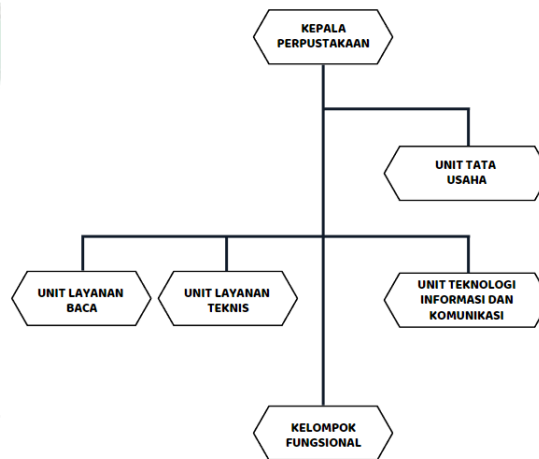 KEPALA
PERPUSTAKAAN
UNIT TATA
USAHA
UNIT LAYANAN
BACA
UNIT LAYANAN
TEKNIS
UNIT TEKNOLOGI
INFORMASI DAN
KOMUNIKASI
KELOMPOK
FUNGSIONAL